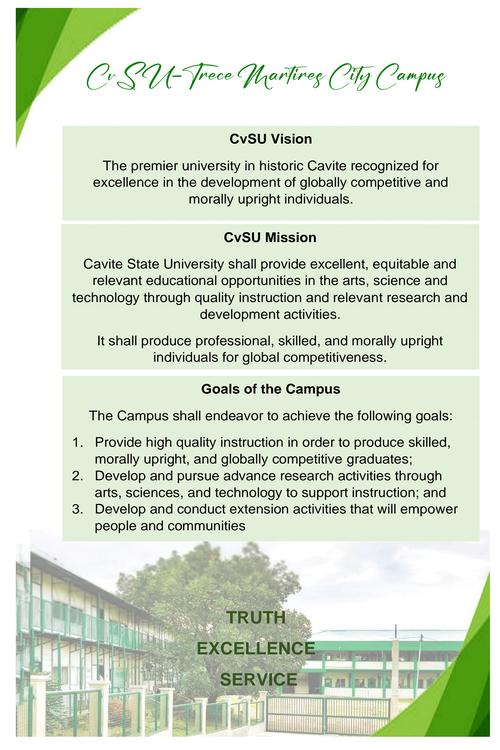 CvSU-Trece Martires City Campus
CvSU Vision
The premier university in historic Cavite recognized for
excellence in the development of globally competitive and
morally upright individuals.
CvSU Mission
Cavite State University shall provide excellent, equitable and
relevant educational opportunities in the arts, science and
technology through quality instruction and relevant research and
development activities.
It shall produce professional, skilled, and morally upright
individuals for global competitiveness.
Goals of the Campus
The Campus shall endeavor to achieve the following goals:
1. Provide high quality instruction in order to produce skilled,
morally upright, and globally competitive graduates;
2. Develop and pursue advance research activities through
arts, sciences, and technology to support instruction; and
3. Develop and conduct extension activities that will empower
people and communities
TRUTH
EXCELLENCE
SERVICE